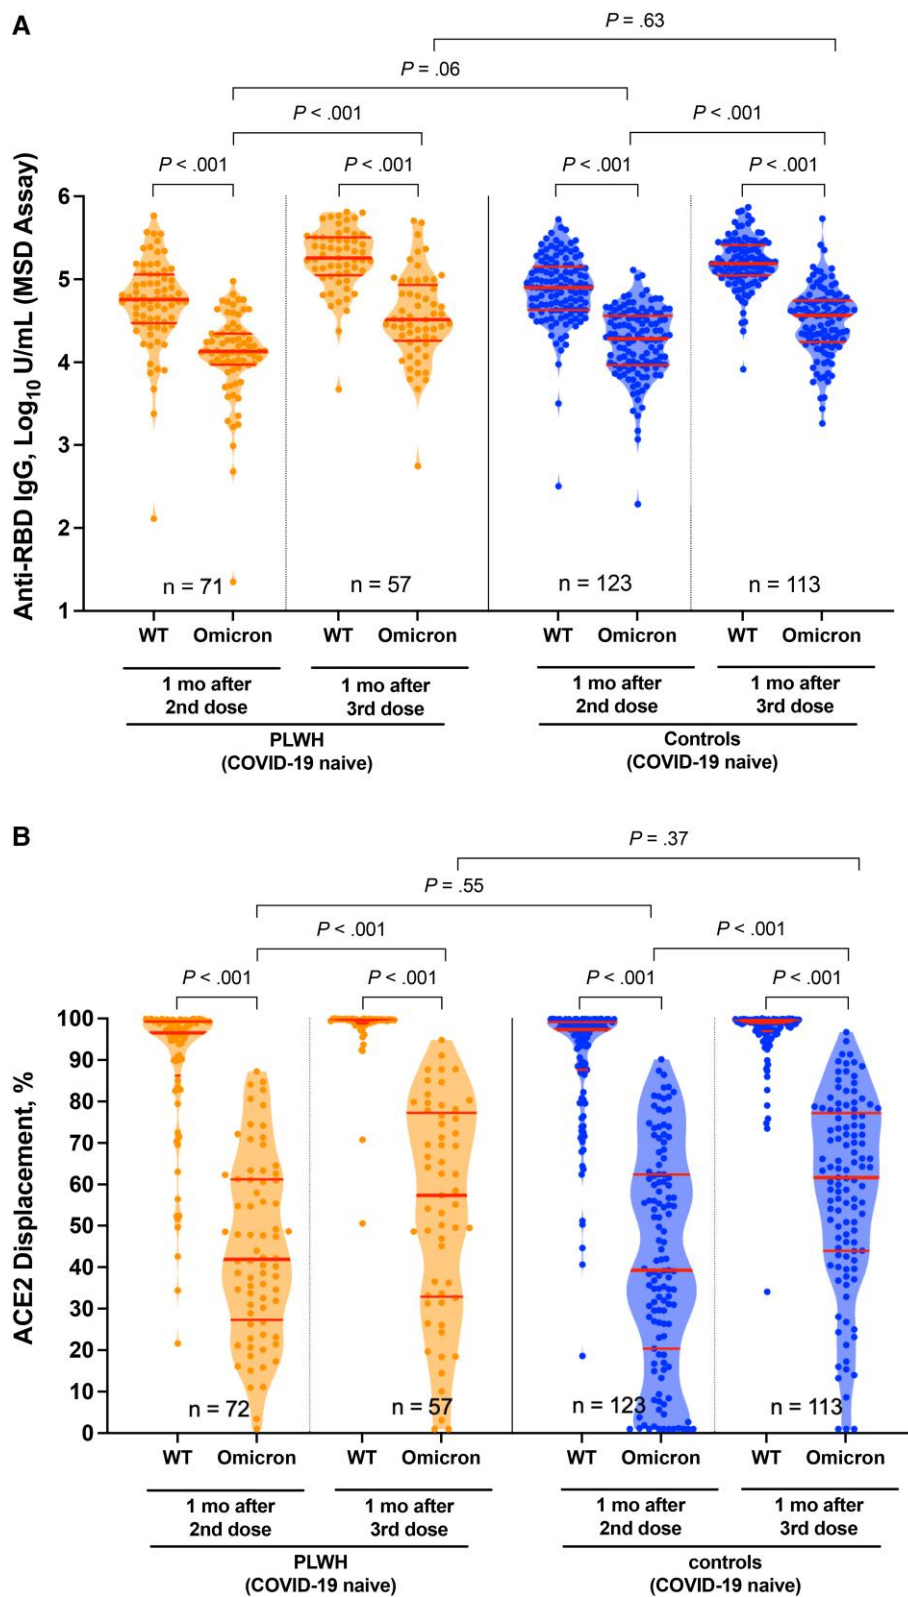 A
P = .63
P = .06
P < .001
P < .001
P < .001
P < .001
P < .001
P < .001
Anti-RBD IgG, Log10 U/mL (MSD Assay)
6
5
4
3
2
1
n = 71
n = 57
n = 123
n = 113
WT Omicron WT Omicron WT Omicron WT Omicron
1 mo after 2nd dose
1 mo after 3rd dose
1 mo after 2nd dose
1 mo after 3rd dose
PLWH
(COVID-19 naive)
Controls
(COVID-19 naive)
B
P = .37
P = .55
P < .001
P < .001
P < .001
P < .001
P < .001
P < .001
ACE2 Displacement, %
100
90
80
70
60
50
40
30
20
10
0
n = 72
n = 57
n = 123
n = 113
WT Omicron WT Omicron WT Omicron WT Omicron
1 mo after 2nd dose
1 mo after 3rd dose
1 mo after 2nd dose
1 mo after 3rd dose
PLWH
(COVID-19 naive)
controls
(COVID-19 naive)